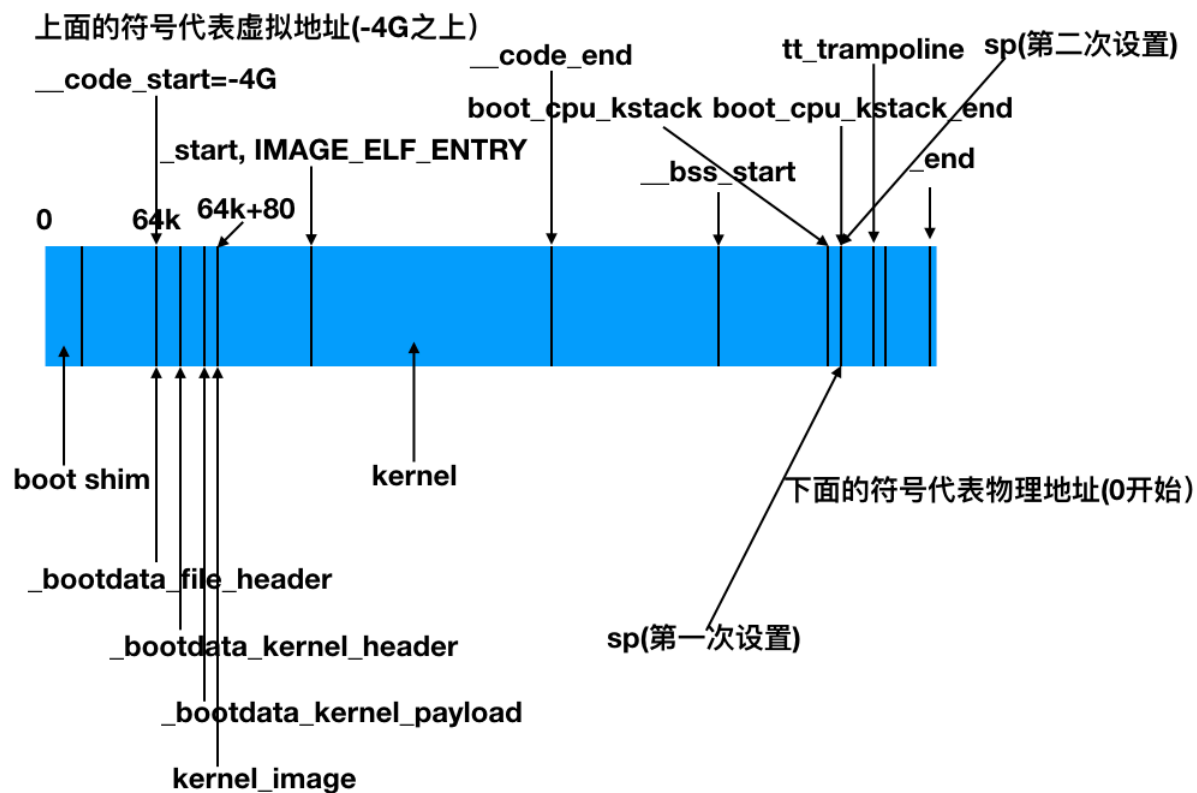 上面的符号代表虚拟地址(-4G之上）
__code_start=-4G
__code_end
tt_trampoline
sp(第二次设置)
boot_cpu_kstack
boot_cpu_kstack_end
_start, IMAGE_ELF_ENTRY
__bss_start
_end
0
64k
64k+80
boot shim
kernel
下面的符号代表物理地址(0开始）
_bootdata_file_header
sp(第一次设置)
_bootdata_kernel_header
_bootdata_kernel_payload
kernel_image